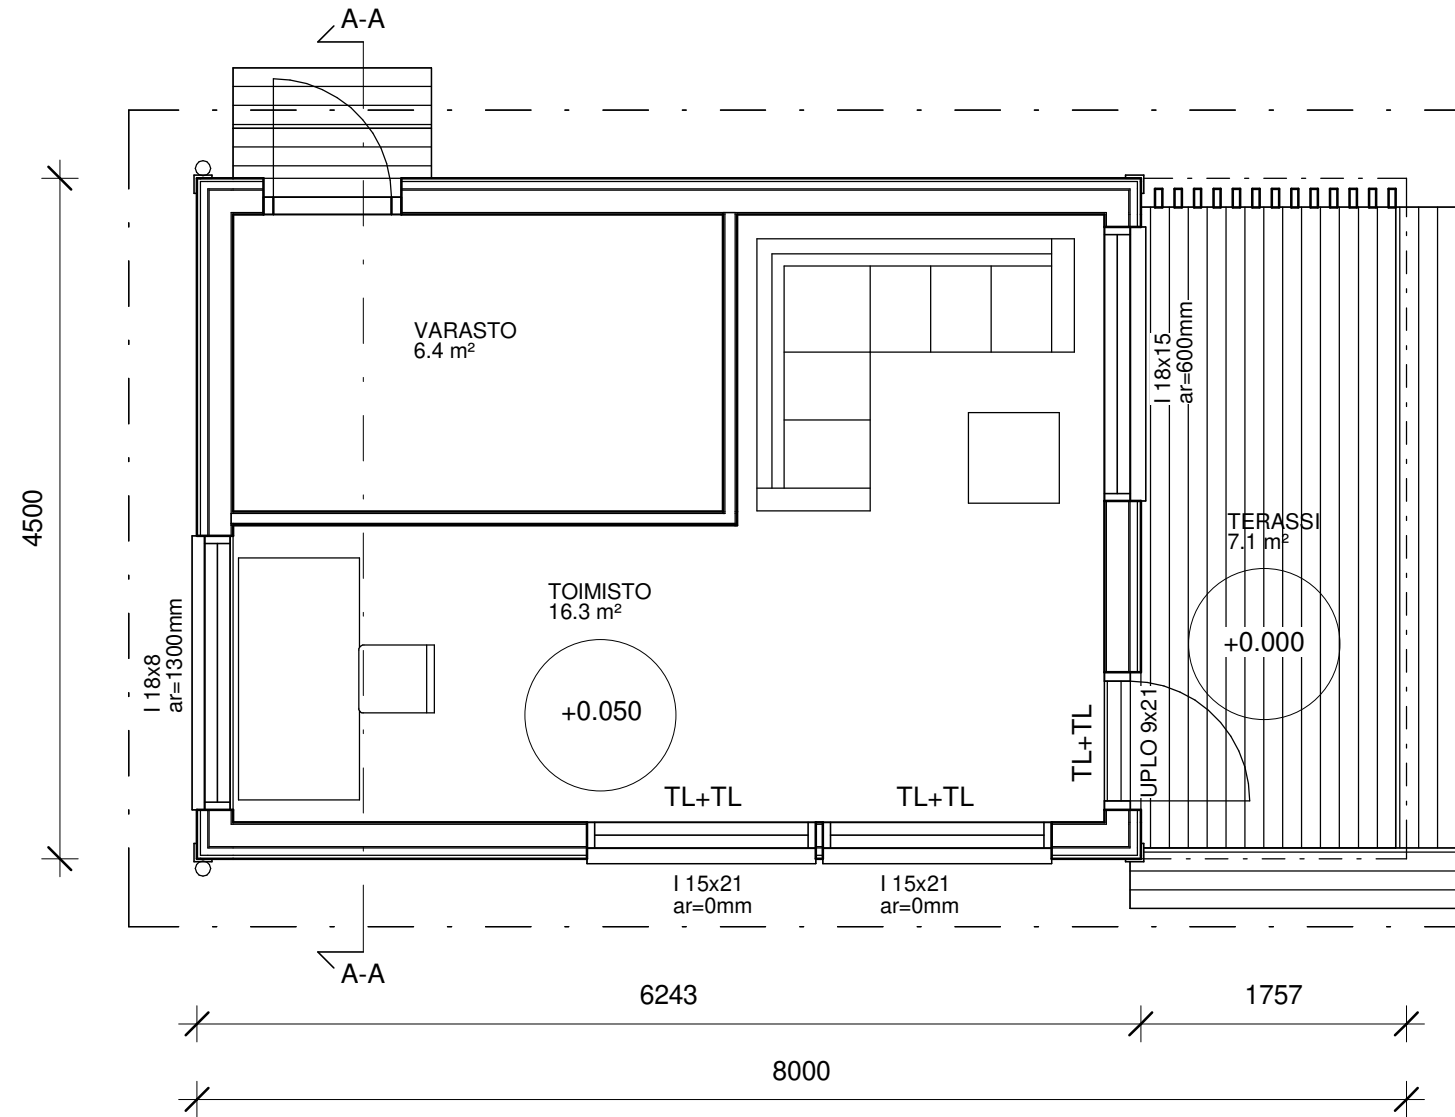 A-A
VARASTO
6.4 m²
I 18x15
ar=600mm
4500
TERASSI
7.1 m²
TOIMISTO
16.3 m²
I 18x8
ar=1300mm
+0.000
+0.050
TL+TL
UPLO 9x21
TL+TL
TL+TL
I 15x21
ar=0mm
I 15x21
ar=0mm
A-A
6243
1757
8000